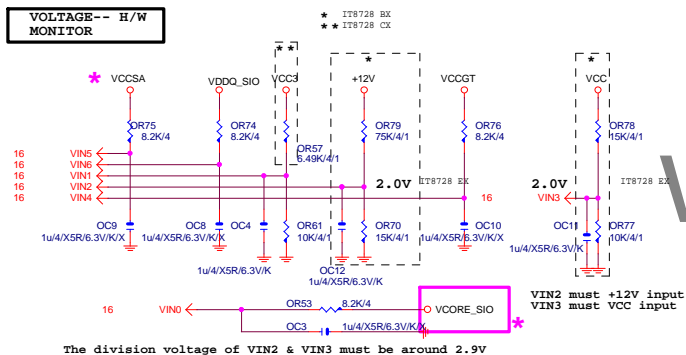 VOLTAGE-- H/W
MONITOR
* IT8728 BX
** IT8728 CX
**
*
*
* VCCSA
VDDQ_SIO
VCC3
+12V
VCCGT
VCC
OR75
8.2K/4
OR74
8.2K/4
OR57
6.49K/4/1
OR79
75K/4/1
OR76
8.2K/4
OR78
15K/4/1
16 VIN5
16 VIN6
16 VIN1
16 VIN2
16 VIN4
2.0V
IT8728 EX
16
2.0V
VIN3
IT8728 EX
OC9
1u/4/X5R/6.3V/K/X
OC8
1u/4/X5R/6.3V/K/X
OC4
1u/4/X5R/6.3V/K
OR61
10K/4/1
OC12
1u/4/X5R/6.3V/K
OR70
15K/4/1
OC10
1u/4/X5R/6.3V/K/X
OC11
1u/4/X5R/6.3V/K
OR77
10K/4/1
16 VIN0
OR53
8.2K/4
VCORE_SIO
*
OC3
1u/4/X5R/6.3V/K/X
VIN2 must +12V input
VIN3 must VCC input
The division voltage of VIN2 & VIN3 must be around 2.9V